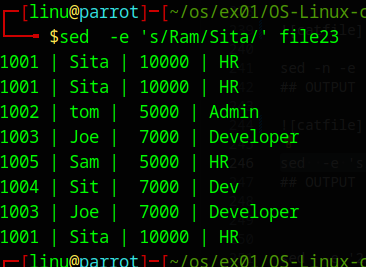 ┌─[linu@parrot]─[~/os/ex01/OS-Linux-c
└──╼ $sed  -e 's/Ram/Sita/' file23
1001 | Sita | 10000 | HR
1001 | Sita | 10000 | HR
1002 | tom |  5000 | Admin
1003 | Joe |  7000 | Developer
1005 | Sam |  5000 | HR
1004 | Sit |  7000 | Dev
1003 | Joe |  7000 | Developer
1001 | Sita | 10000 | HR
┌─[linu@parrot]─[~/os/ex01/OS-Linux-c